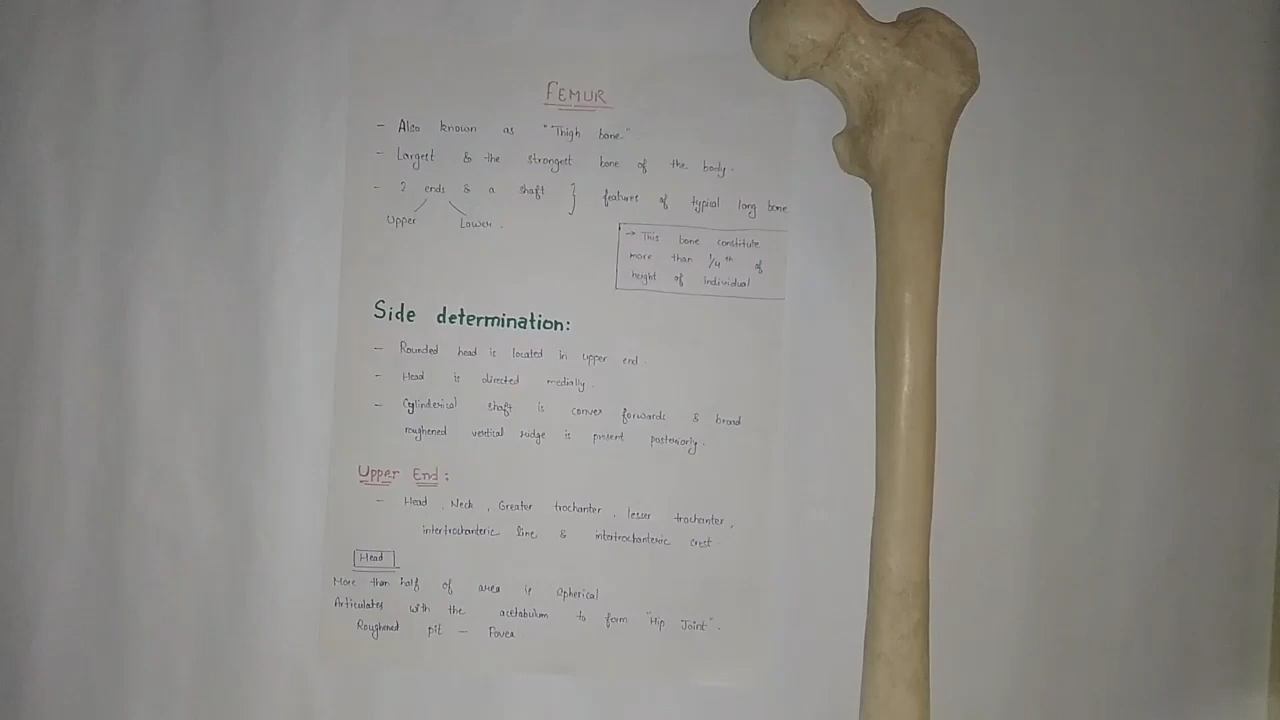 FEMUR
- Also known as "Thigh bone".
- Largest & the strongest bone of the body.
- 2 ends & a shaft } features of typical long bone
Upper Lower.
→ This bone constitute
more than 1/4th of
height of individual
Side determination:
- Rounded head is located in upper end.
- Head is directed medially.
- Cylinderical shaft is convex forwards & broad
roughened vertical ridge is present posteriorly.
Upper End:
- Head, Neck, Greater trochanter, lesser trochanter,
intertrochanteric line & intertrochanteric crest.
Head
More than half of area is spherical
Articulates with the acetabulum to form "Hip Joint".
Roughened pit - Fovea